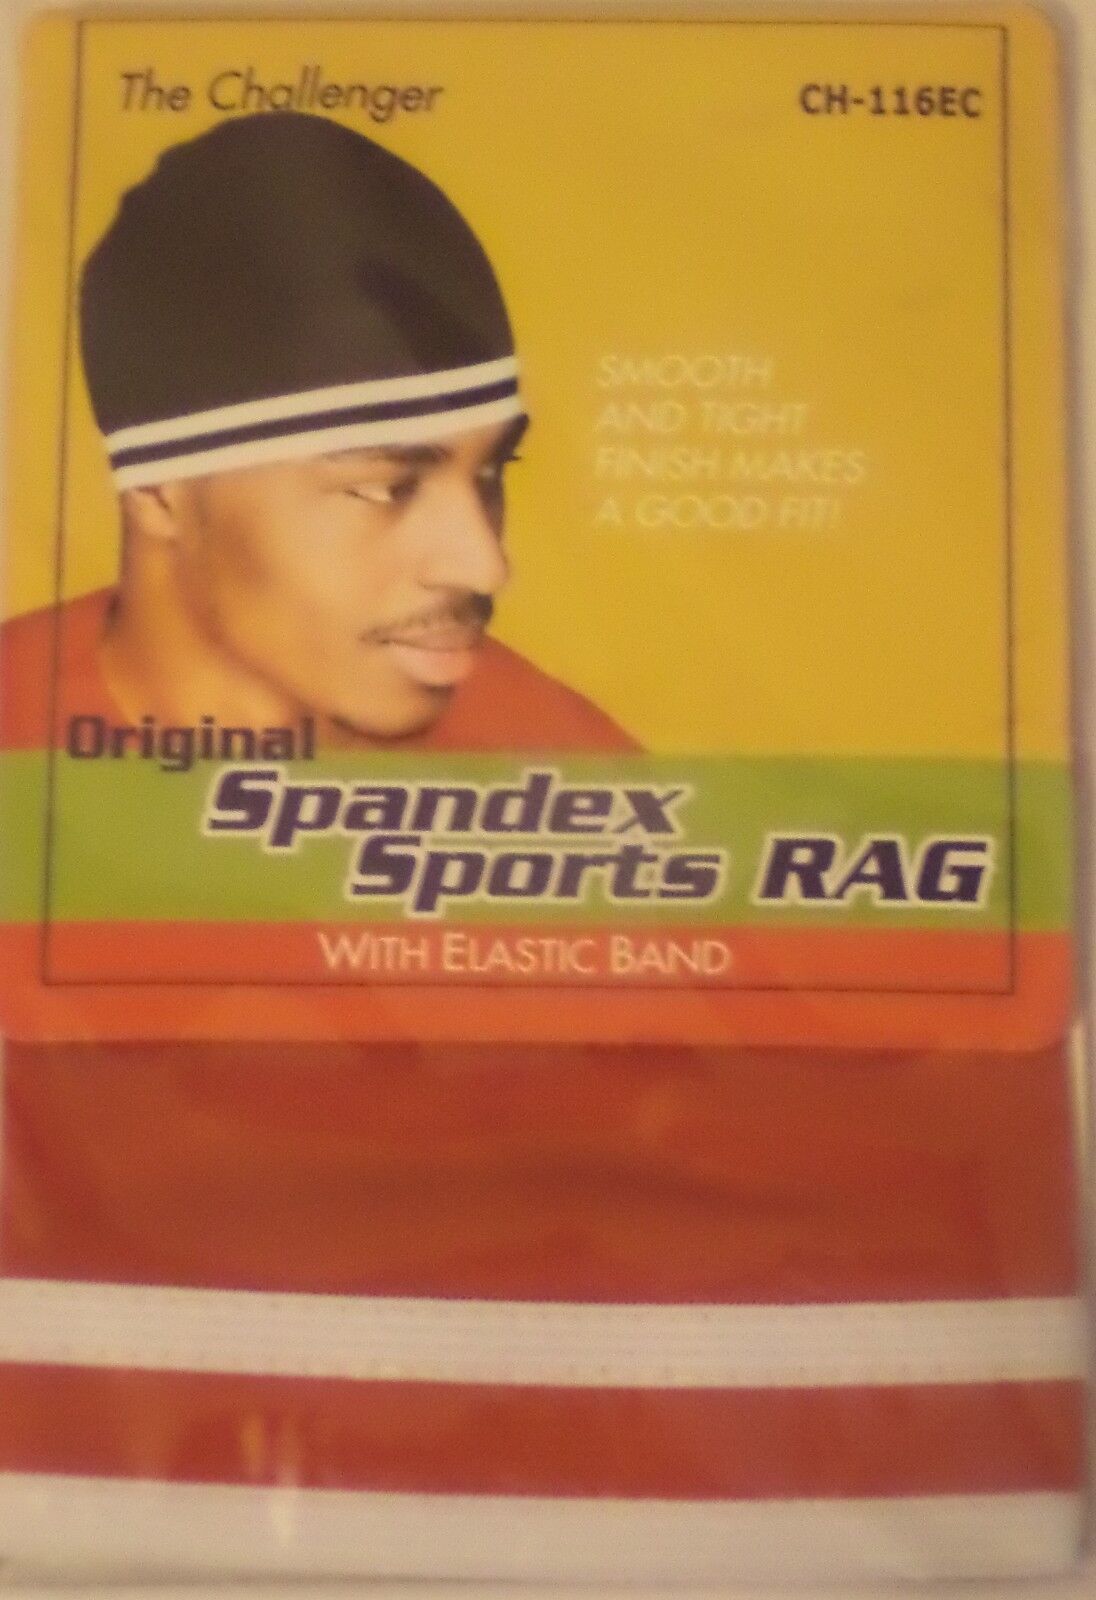 The Challenger
CH-116EC
SMOOTH
AND TIGHT
FINISH MAKES
A GOOD FIT!
Original
Spandex
Sports RAG
WITH ELASTIC BAND